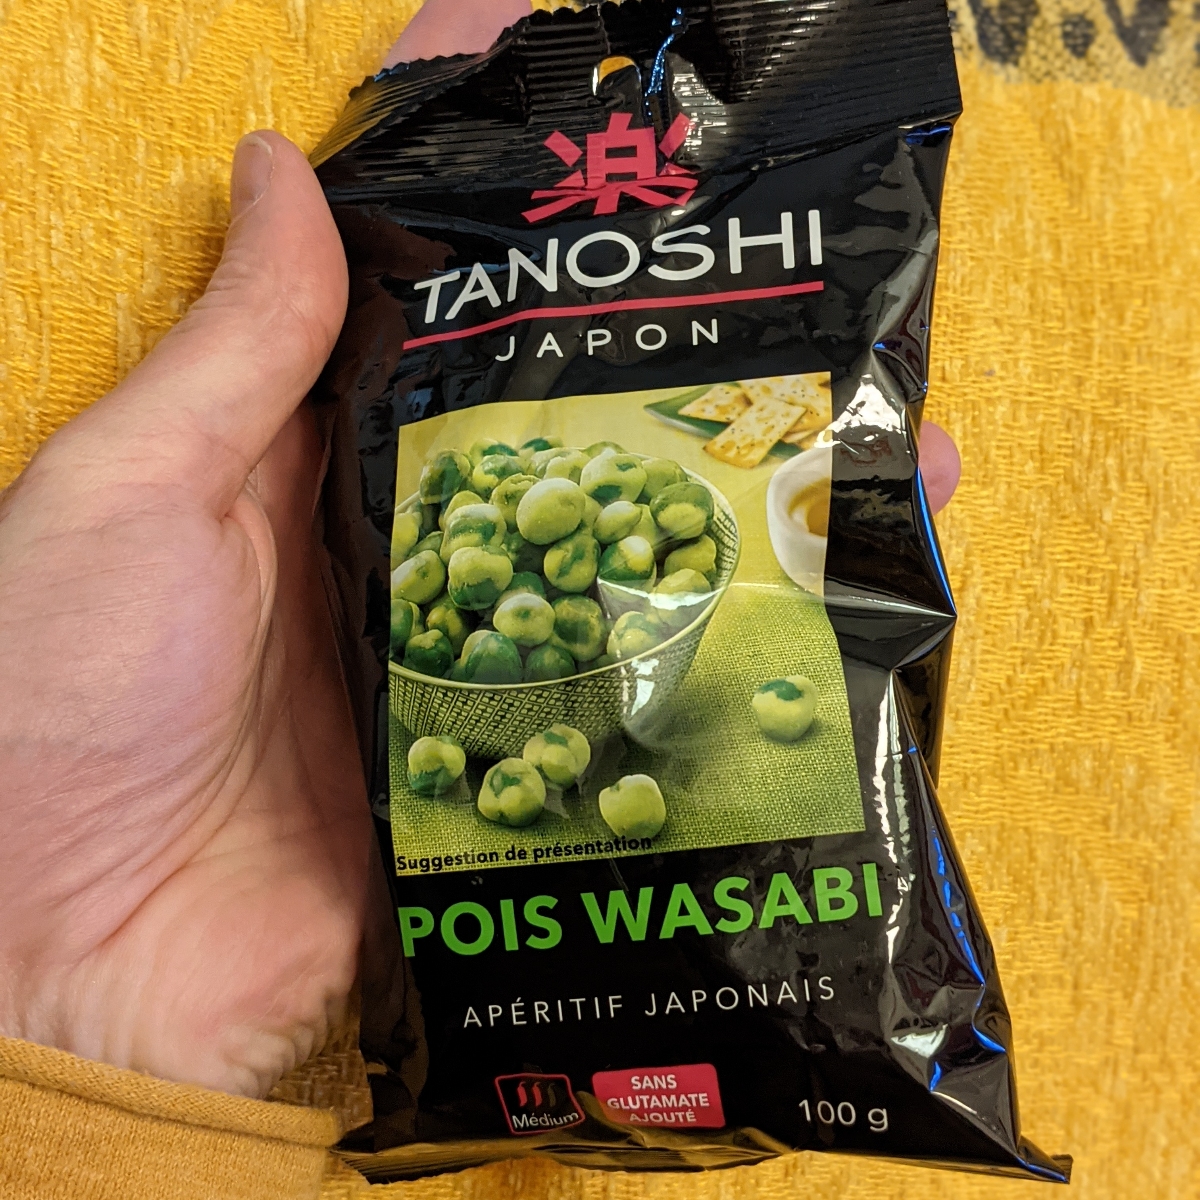 楽
TANOSHI
JAPON
Suggestion de présentation
POIS WASABI
APÉRITIF JAPONAIS
Médium
SANS
GLUTAMATE
AJOUTÉ
100 g